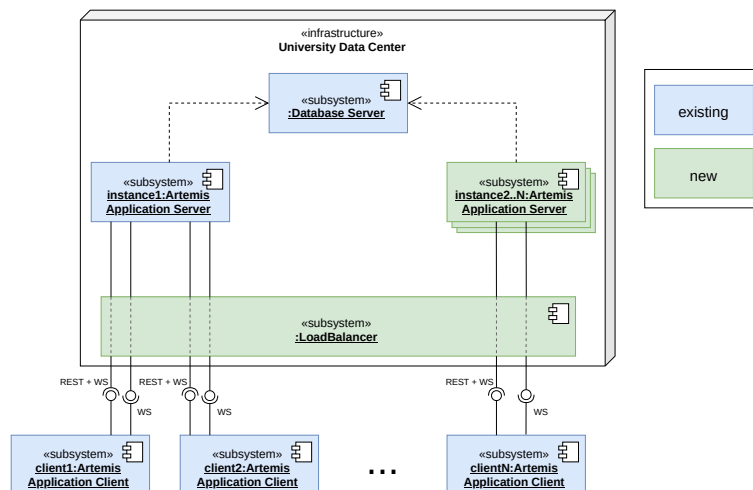 «infrastructure»
University Data Center
«subsystem»
:Database Server
existing
new
«subsystem»
instance1:Artemis
Application Server
«subsystem»
instance2..N:Artemis
Application Server
«subsystem»
:LoadBalancer
REST + WS
REST + WS
REST + WS
WS
WS
WS
«subsystem»
client1:Artemis
Application Client
«subsystem»
client2:Artemis
Application Client
...
«subsystem»
clientN:Artemis
Application Client